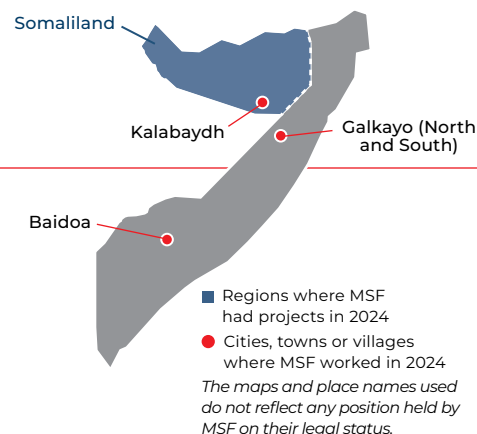 Somaliland
Kalabaydh
Galkayo (North
and South)
Baidoa
Regions where MSF
had projects in 2024
Cities, towns or villages
where MSF worked in 2024
The maps and place names used
do not reflect any position held by
MSF on their legal status.